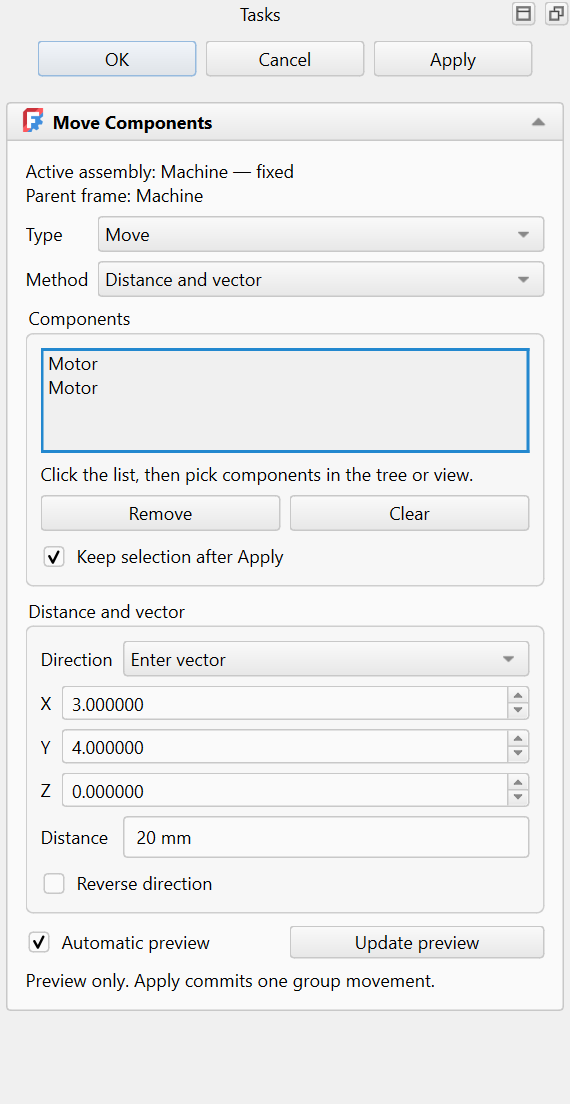 Tasks
OK Cancel Apply
Move Components
Active assembly: Machine — fixed
Parent frame: Machine
Type Move
Method Distance and vector
Components
Motor
Motor
Click the list, then pick components in the tree or view.
Remove Clear
Keep selection after Apply
Distance and vector
Direction Enter vector
X 3.000000
Y 4.000000
Z 0.000000
Distance 20 mm
Reverse direction
Automatic preview Update preview
Preview only. Apply commits one group movement.